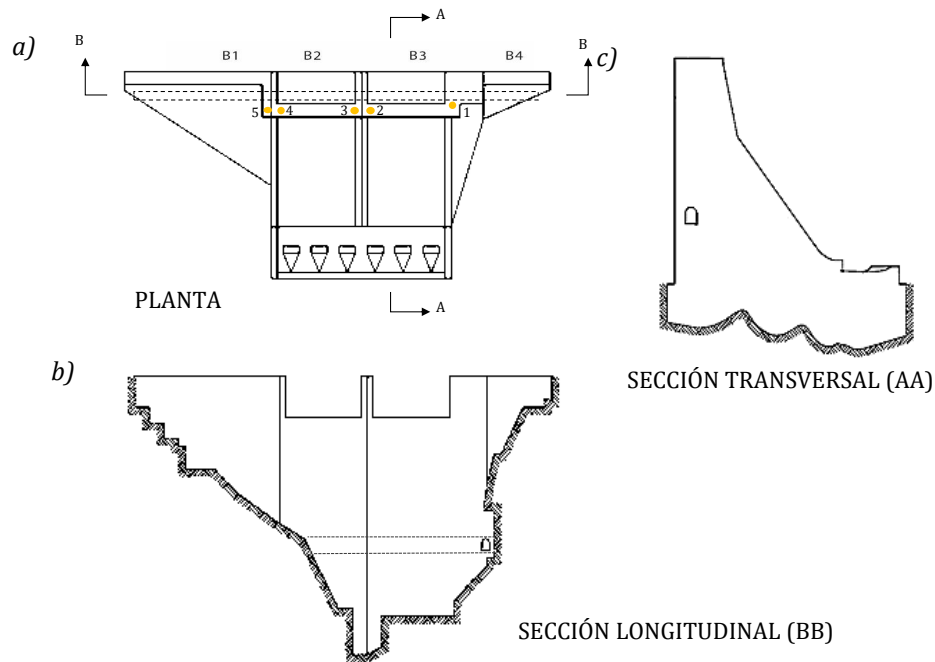 a)
A
B
B1 B2 B3 B4
B
c)
5 4 3 2 1
PLANTA
A
b)
SECCIÓN TRANSVERSAL (AA)
SECCIÓN LONGITUDINAL (BB)